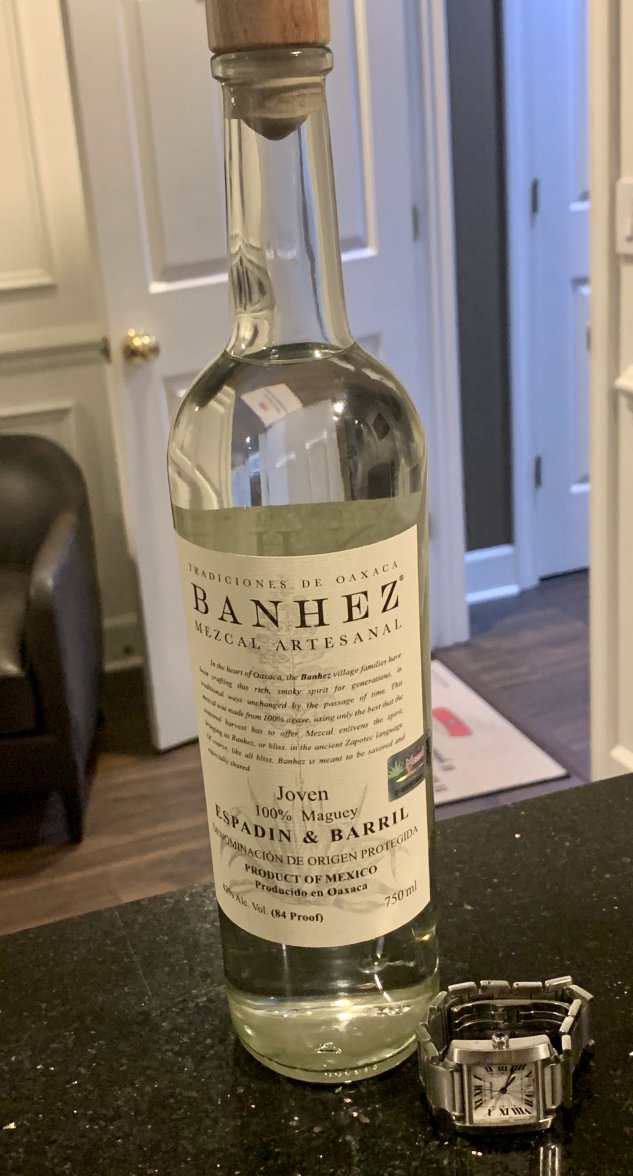 TRADICIONES DE OAXACA
BANHEZ®
MEZCAL ARTESANAL
In the heart of Oaxaca, the Banhez village families have
been crafting this rich, smoky spirit for generations, in
traditional ways unchanged by the passage of time. This
mezcal was made from 100% agave, using only the best that the
harvest has to offer. Mezcal enlivens the spirit,
bringing us Banhez, or bliss, in the ancient Zapotec language.
Of course, like all bliss, Banhez is meant to be savored and
especially shared.
Joven
100% Maguey
ESPADIN & BARRIL
DENOMINACIÓN DE ORIGEN PROTEGIDA
PRODUCT OF MEXICO
Producido en Oaxaca
42% Alc. Vol. (84 Proof)
750 ml